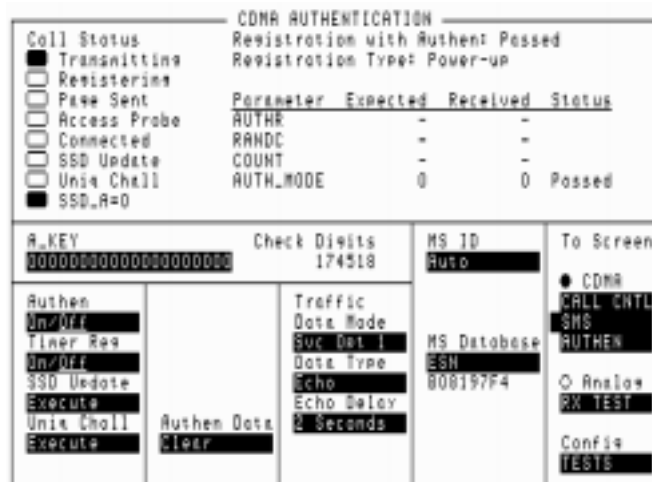 CDMA AUTHENTICATION
Call Status
Transmitting
Registering
Page Sent
Access Probe
Connected
SSD Update
Uniq Chall
SSD_A=0
Registration with Authen: Passed
Registration Type: Power-up
Parameter Expected Received Status
AUTHR - -
RANDC - -
COUNT - -
AUTH_MODE 0 0 Passed
A_KEY
00000000000000000000
Check Digits
174518
MS ID
Auto
To Screen
CDMA
CALL CNTL
SMS
AUTHEN
Analog
RX TEST
Config
TESTS
Authen
On/Off
Timer Reg
On/Off
SSD Update
Execute
Uniq Chall
Execute
Authen Data
Clear
Traffic
Data Mode
Svc Opt 1
Data Type
Echo
Echo Delay
2 Seconds
MS Database
ESN
808197F4